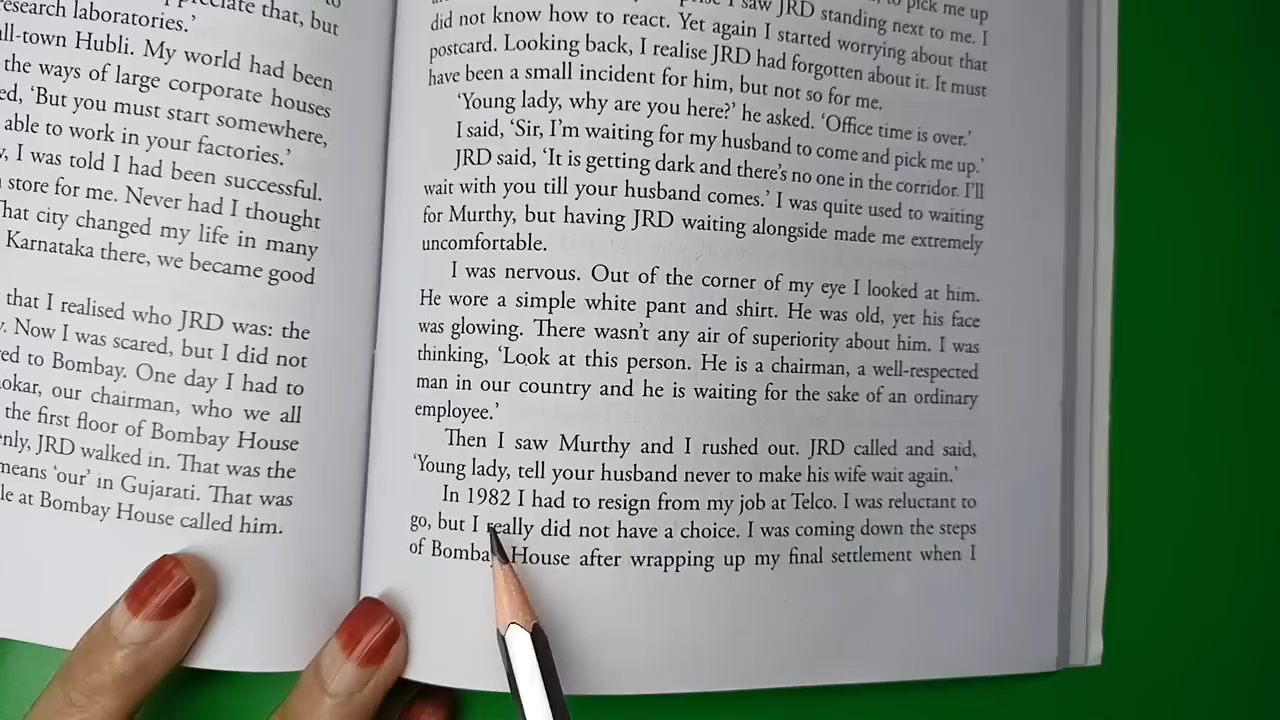 to
appreciate that, but
research laboratories.’
all-town Hubli. My world had been
the ways of large corporate houses
ed, ‘But you must start somewhere,
able to work in your factories.’
I was told I had been successful.
store for me. Never had I thought
That city changed my life in many
Karnataka there, we became good
that I realised who JRD was: the
Now I was scared, but I did not
red to Bombay. One day I had to
okar, our chairman, who we all
the first floor of Bombay House
enly, JRD walked in. That was the
means ‘our’ in Gujarati. That was
le at Bombay House called him.
to pick me up
I saw JRD standing next to me. I
did not know how to react. Yet again I started worrying about that
postcard. Looking back, I realise JRD had forgotten about it. It must
have been a small incident for him, but not so for me.
‘Young lady, why are you here?’ he asked. ‘Office time is over.’
I said, ‘Sir, I’m waiting for my husband to come and pick me up.’
JRD said, ‘It is getting dark and there’s no one in the corridor. I’ll
wait with you till your husband comes.’ I was quite used to waiting
for Murthy, but having JRD waiting alongside made me extremely
uncomfortable.
I was nervous. Out of the corner of my eye I looked at him.
He wore a simple white pant and shirt. He was old, yet his face
was glowing. There wasn’t any air of superiority about him. I was
thinking, ‘Look at this person. He is a chairman, a well-respected
man in our country and he is waiting for the sake of an ordinary
employee.’
Then I saw Murthy and I rushed out. JRD called and said,
‘Young lady, tell your husband never to make his wife wait again.’
In 1982 I had to resign from my job at Telco. I was reluctant to
go, but I really did not have a choice. I was coming down the steps
of Bombay House after wrapping up my final settlement when I